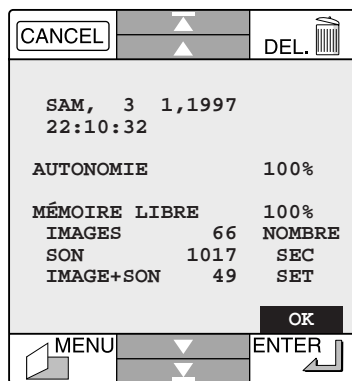 CANCEL DEL.
SAM, 3 1,1997
22:10:32
AUTONOMIE 100%
MÉMOIRE LIBRE 100%
IMAGES 66 NOMBRE
SON 1017 SEC
IMAGE+SON 49 SET
OK
MENU ENTER